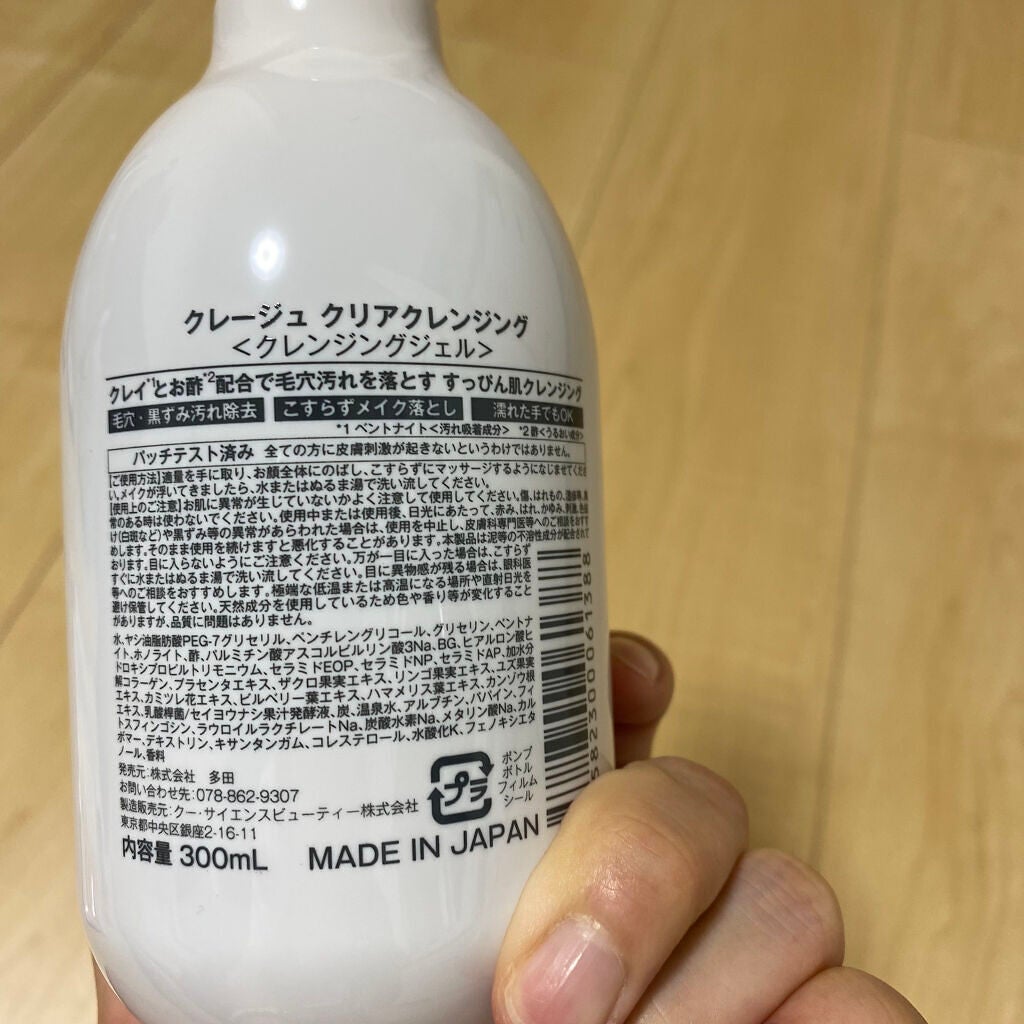 クレージュ クリアクレンジング
<クレンジングジェル>
クレイ*1とお酢*2配合で毛穴汚れを落とす すっぴん肌クレンジング
毛穴・黒ずみ汚れ除去 こすらずメイク落とし 濡れた手でもOK
*1 ベントナイト<汚れ吸着成分> *2 酢<うるおい成分>
パッチテスト済み 全ての方に皮膚刺激が起きないというわけではありません。
【ご使用方法】適量を手に取り、お顔全体にのばし、こすらずにマッサージするようになじませてくださ
い。メイクが浮いてきましたら、水またはぬるま湯で洗い流してください。
【使用上のご注意】お肌に異常が生じていないかよく注意して使用してください。傷、はれもの、湿疹等、異
常のある時は使わないでください。使用中または使用後、日光にあたって、赤み、はれ、かゆみ、刺激、色抜
け(白斑など)や黒ずみ等の異常があらわれた場合は、使用を中止し、皮膚科専門医等へのご相談をおすす
めします。そのまま使用を続けますと悪化することがあります。本製品は泥等の不溶性成分が配合されて
おります。目に入らないようにご注意ください。万が一目に入った場合は、こすらず
すぐに水またはぬるま湯で洗い流してください。目に異物感が残る場合は、眼科医
等へのご相談をおすすめします。極端な低温または高温になる場所や直射日光を
避け保管してください。天然成分を使用しているため色や香り等が変化すること
がありますが、品質に問題はありません。
水、ヤシ油脂肪酸PEG-7グリセリル、ペンチレングリコール、グリセリン、ベントナ
イト、ホノライト、酢、パルミチン酸アスコルビルリン酸3Na、BG、ヒアルロン酸ヒ
ドロキシプロピルトリモニウム、セラミドEOP、セラミドNP、セラミドAP、加水分
解コラーゲン、プラセンタエキス、ザクロ果実エキス、リンゴ果実エキス、ユズ果実
エキス、カミツレ花エキス、ビルベリー葉エキス、ハマメリス葉エキス、カンゾウ根
エキス、乳酸桿菌/セイヨウナシ果汁発酵液、炭、温泉水、アルブチン、パパイン、フィ
トスフィンゴシン、ラウロイルラクチレートNa、炭酸水素Na、メタリン酸Na、カル
ボマー、デキストリン、キサンタンガム、コレステロール、水酸化K、フェノキシエタ
ノール、香料
発売元:株式会社 多田
お問い合わせ先:078-862-9307
製造販売元:クー・サイエンスビューティー株式会社
東京都中央区銀座2-16-11
内容量 300mL MADE IN JAPAN
プラ
ポンプ
ボトル
フィルム
シール
582300061388